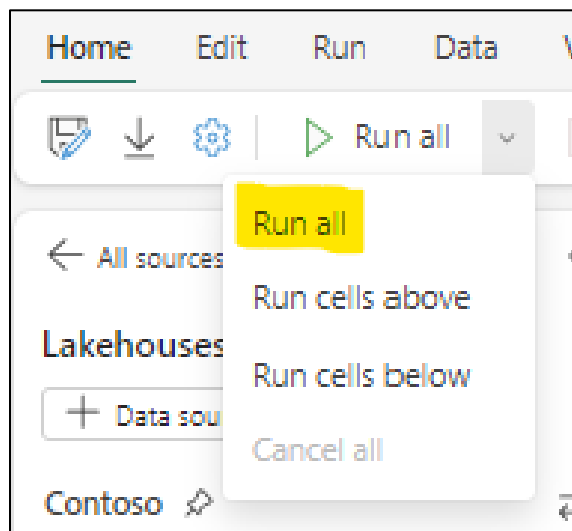 Home Edit Run Data
Run all
Run all
All sources
Run cells above
Lakehouses
Run cells below
Data sou
Cancel all
Contoso